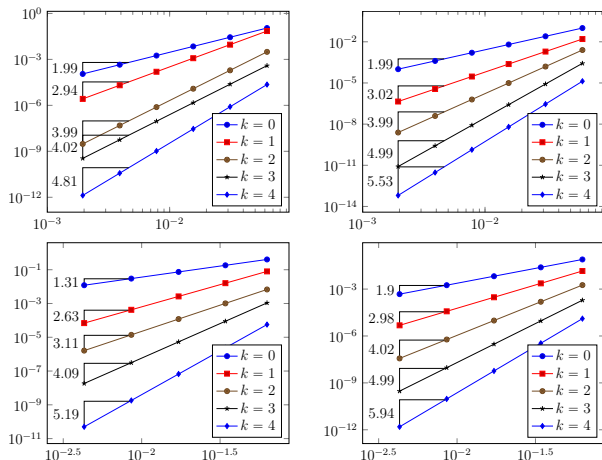 10^0
10^{-3}
10^{-6}
10^{-9}
10^{-12}
1.99
2.94
3.99
4.02
4.81
k = 0
k = 1
k = 2
k = 3
k = 4
10^{-3}
10^{-2}
10^{-2}
10^{-5}
10^{-8}
10^{-11}
10^{-14}
1.99
3.02
3.99
4.99
5.53
k = 0
k = 1
k = 2
k = 3
k = 4
10^{-3}
10^{-2}
10^{-1}
10^{-3}
10^{-5}
10^{-7}
10^{-9}
10^{-11}
1.31
2.63
3.11
4.09
5.19
k = 0
k = 1
k = 2
k = 3
k = 4
10^{-2.5}
10^{-2}
10^{-1.5}
10^{-3}
10^{-6}
10^{-9}
10^{-12}
1.9
2.98
4.02
4.99
5.94
k = 0
k = 1
k = 2
k = 3
k = 4
10^{-2.5}
10^{-2}
10^{-1.5}